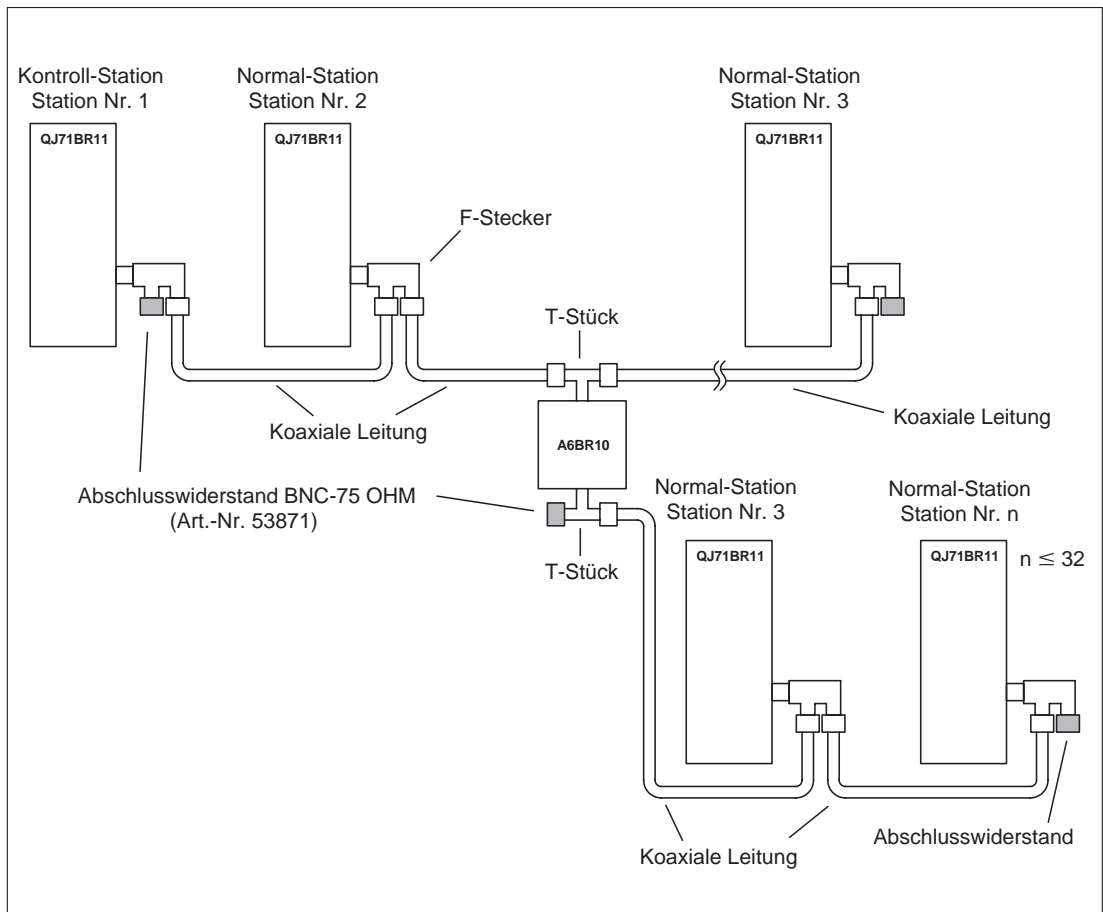 Kontroll-Station
Station Nr. 1
Normal-Station
Station Nr. 2
Normal-Station
Station Nr. 3
QJ71BR11
QJ71BR11
QJ71BR11
F-Stecker
T-Stück
Koaxiale Leitung
Koaxiale Leitung
A6BR10
Abschlusswiderstand BNC-75 OHM
(Art.-Nr. 53871)
T-Stück
Normal-Station
Station Nr. 3
Normal-Station
Station Nr. n
QJ71BR11
QJ71BR11
n ≤ 32
Koaxiale Leitung
Abschlusswiderstand